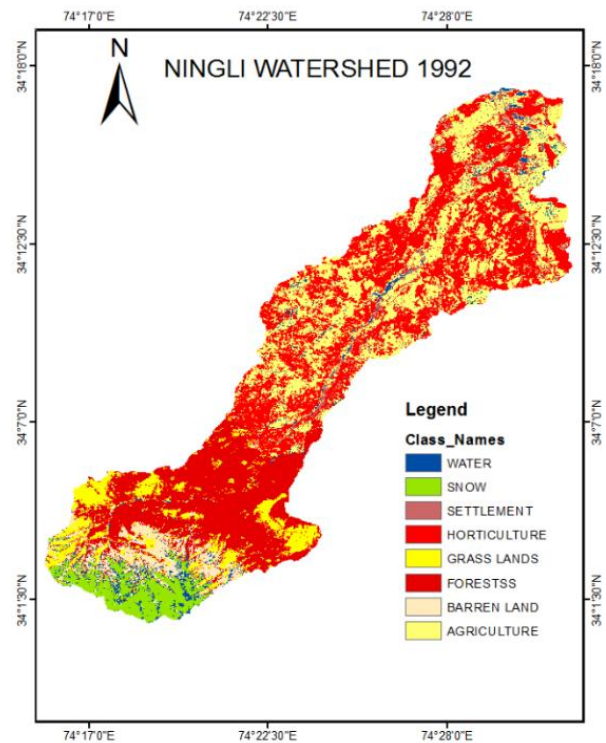 74°17'0"E 74°22'30"E 74°28'0"E
N
NINGLI WATERSHED 1992
34°18'0"N 34°18'0"N
34°12'30"N 34°12'30"N
34°7'0"N 34°7'0"N
Legend
Class_Names
WATER
SNOW
SETTLEMENT
HORTICULTURE
GRASS LANDS
FORESTSS
BARREN LAND
AGRICULTURE
34°1'30"N 34°1'30"N
74°17'0"E 74°22'30"E 74°28'0"E